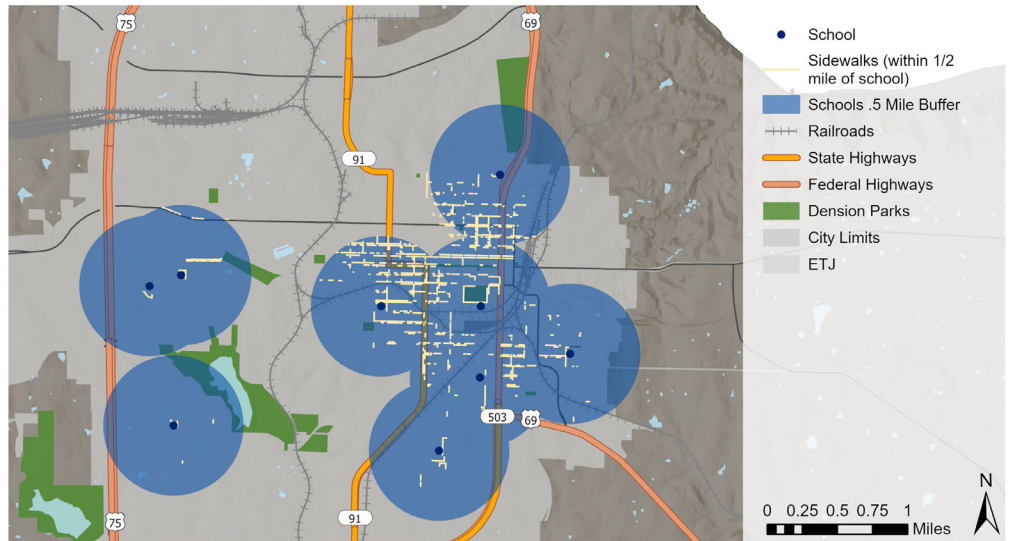 75
69
School
Sidewalks (within 1/2
mile of school)
Schools .5 Mile Buffer
Railroads
91
State Highways
Federal Highways
Dension Parks
City Limits
ETJ
503
69
91
75
N
0 0.25 0.5 0.75 1
Miles